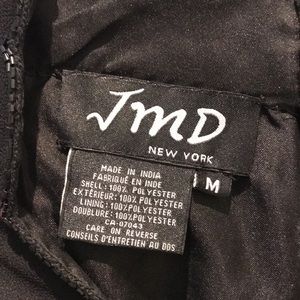 JMD
NEW YORK
M
MADE IN INDIA
FABRIQUÉ EN INDE
SHELL: 100% POLYESTER
EXTÉRIEUR: 100% POLYESTER
LINING: 100% POLYESTER
DOUBLURE: 100% POLYESTER
CA-07043
CARE ON REVERSE
CONSEILS D'ENTRETIEN AU DOS